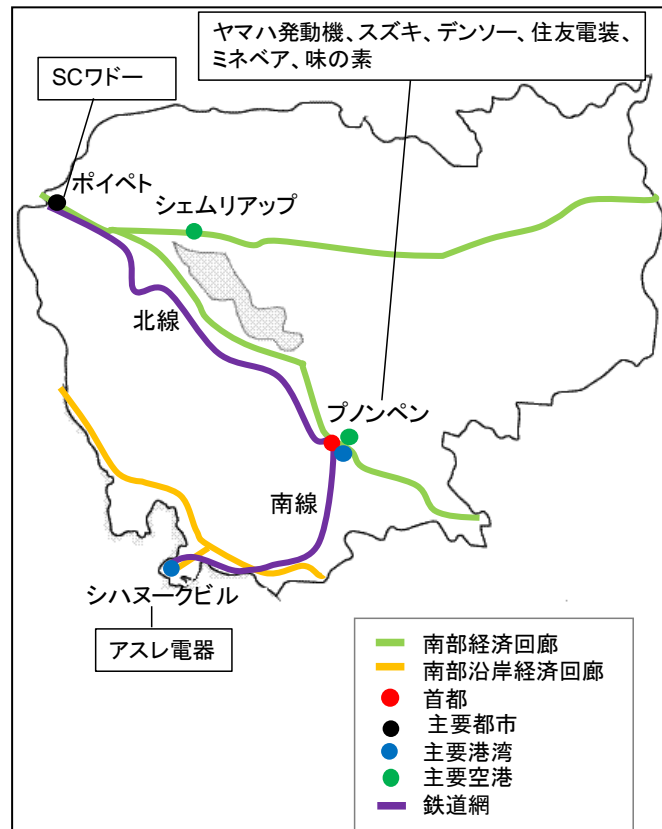 ヤマハ発動機、スズキ、デンソー、住友電装、
ミネベア、味の素
SCワドー
ポイペト
シェムリアップ
北線
プノンペン
南線
シハヌークビル
アスレ電器
南部経済回廊
南部沿岸経済回廊
首都
主要都市
主要港湾
主要空港
鉄道網